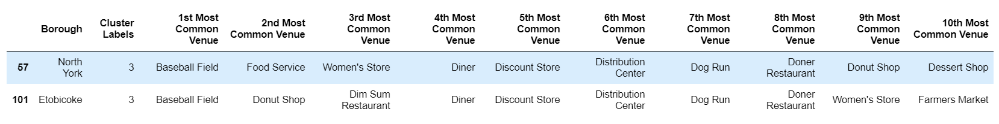 Borough Cluster Labels 1st Most Common Venue 2nd Most Common Venue 3rd Most Common Venue 4th Most Common Venue 5th Most Common Venue 6th Most Common Venue 7th Most Common Venue 8th Most Common Venue 9th Most Common Venue 10th Most Common Venue
57 North York 3 Baseball Field Food Service Women's Store Diner Discount Store Distribution Center Dog Run Doner Restaurant Donut Shop Dessert Shop
101 Etobicoke 3 Baseball Field Donut Shop Dim Sum Restaurant Diner Discount Store Distribution Center Dog Run Doner Restaurant Women's Store Farmers Market